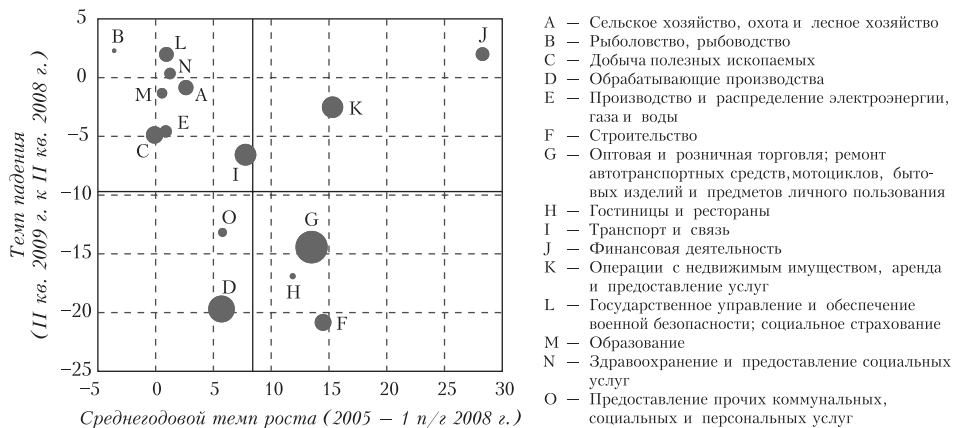 5
0
−5
−10
−15
−20
−25
−5
0
5
10
15
20
25
30
Темп падения
(II кв. 2009 г. к II кв. 2008 г.)
Среднегодовой темп роста (2005 − 1 п/г 2008 г.)
B
L
N
M
A
E
C
I
J
K
O
G
D
H
F
A − Сельское хозяйство, охота и лесное хозяйство
B − Рыболовство, рыбоводство
C − Добыча полезных ископаемых
D − Обрабатывающие производства
E − Производство и распределение электроэнергии,
газа и воды
F − Строительство
G − Оптовая и розничная торговля; ремонт
автотранспортных средств,мотоциклов, быто-
вых изделий и предметов личного пользования
H − Гостиницы и рестораны
I − Транспорт и связь
J − Финансовая деятельность
K − Операции с недвижимым имуществом, аренда
и предоставление услуг
L − Государственное управление и обеспечение
военной безопасности; социальное страхование
M − Образование
N − Здравоохранение и предоставление социальных
услуг
O − Предоставление прочих коммунальных,
социальных и персональных услуг